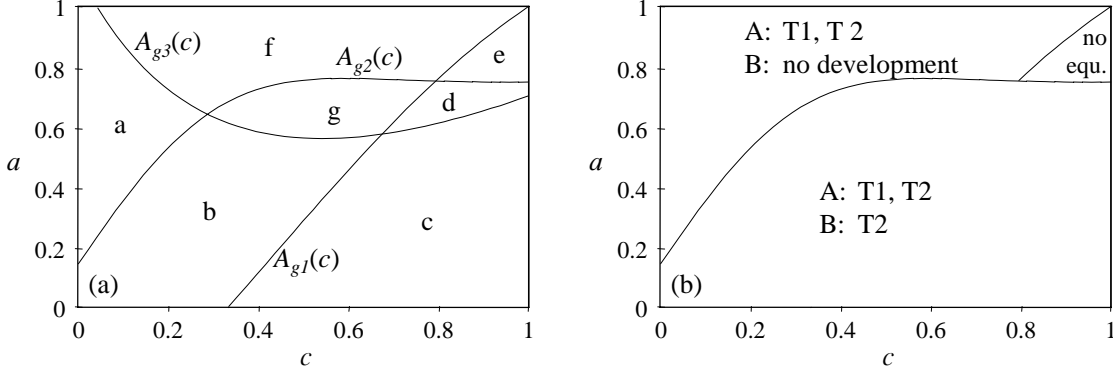 1
0.8
0.6
a
0.4
0.2
0
A_{g3}(c)
f
A_{g2}(c)
e
d
g
a
b
c
A_{g1}(c)
(a)
0 0.2 0.4 0.6 0.8 1
c
1
0.8
0.6
a
0.4
0.2
0
A: T1, T 2
B: no development
no
equ.
A: T1, T2
B: T2
(b)
0 0.2 0.4 0.6 0.8 1
c